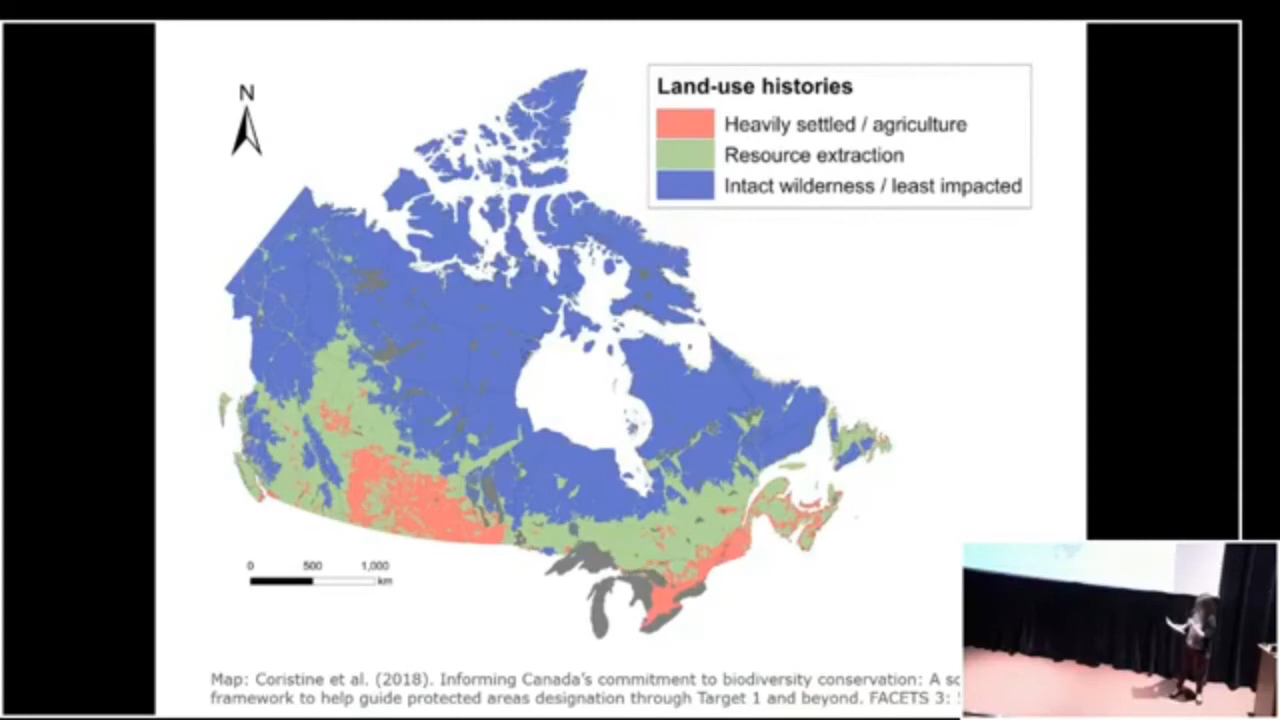 N
Land-use histories
Heavily settled / agriculture
Resource extraction
Intact wilderness / least impacted
0 500 1,000
km
Map: Coristine et al. (2018). Informing Canada's commitment to biodiversity conservation: A
framework to help guide protected areas designation through Target 1 and beyond. FACETS 3: